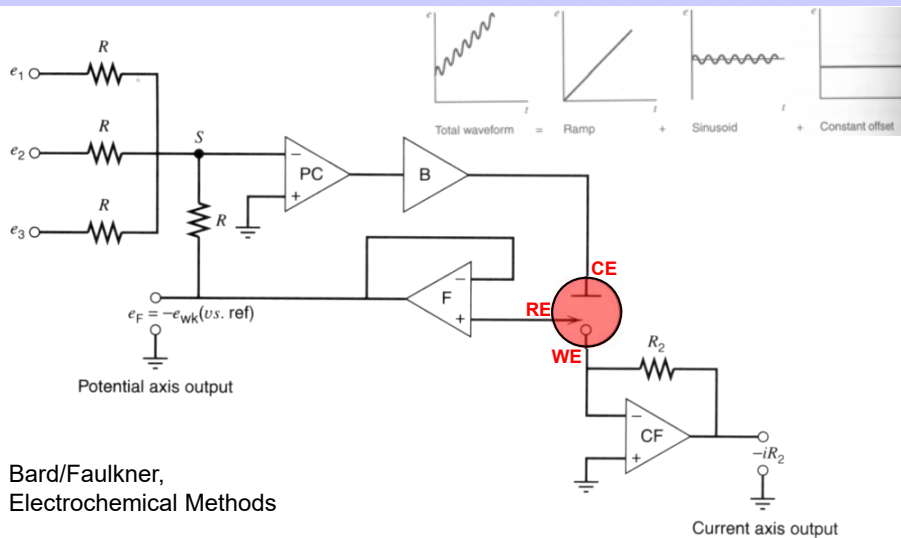 e
t
Total waveform
=
e
t
Ramp
+
e
t
Sinusoid
+
e
Constant offset
R
e₁
R
e₂
S
R
e₃
R
−
PC
+
B
CE
RE
WE
−
F
+
eF = −ewk(vs. ref)
Potential axis output
R₂
−
CF
+
−iR₂
Current axis output
Bard/Faulkner,
Electrochemical Methods